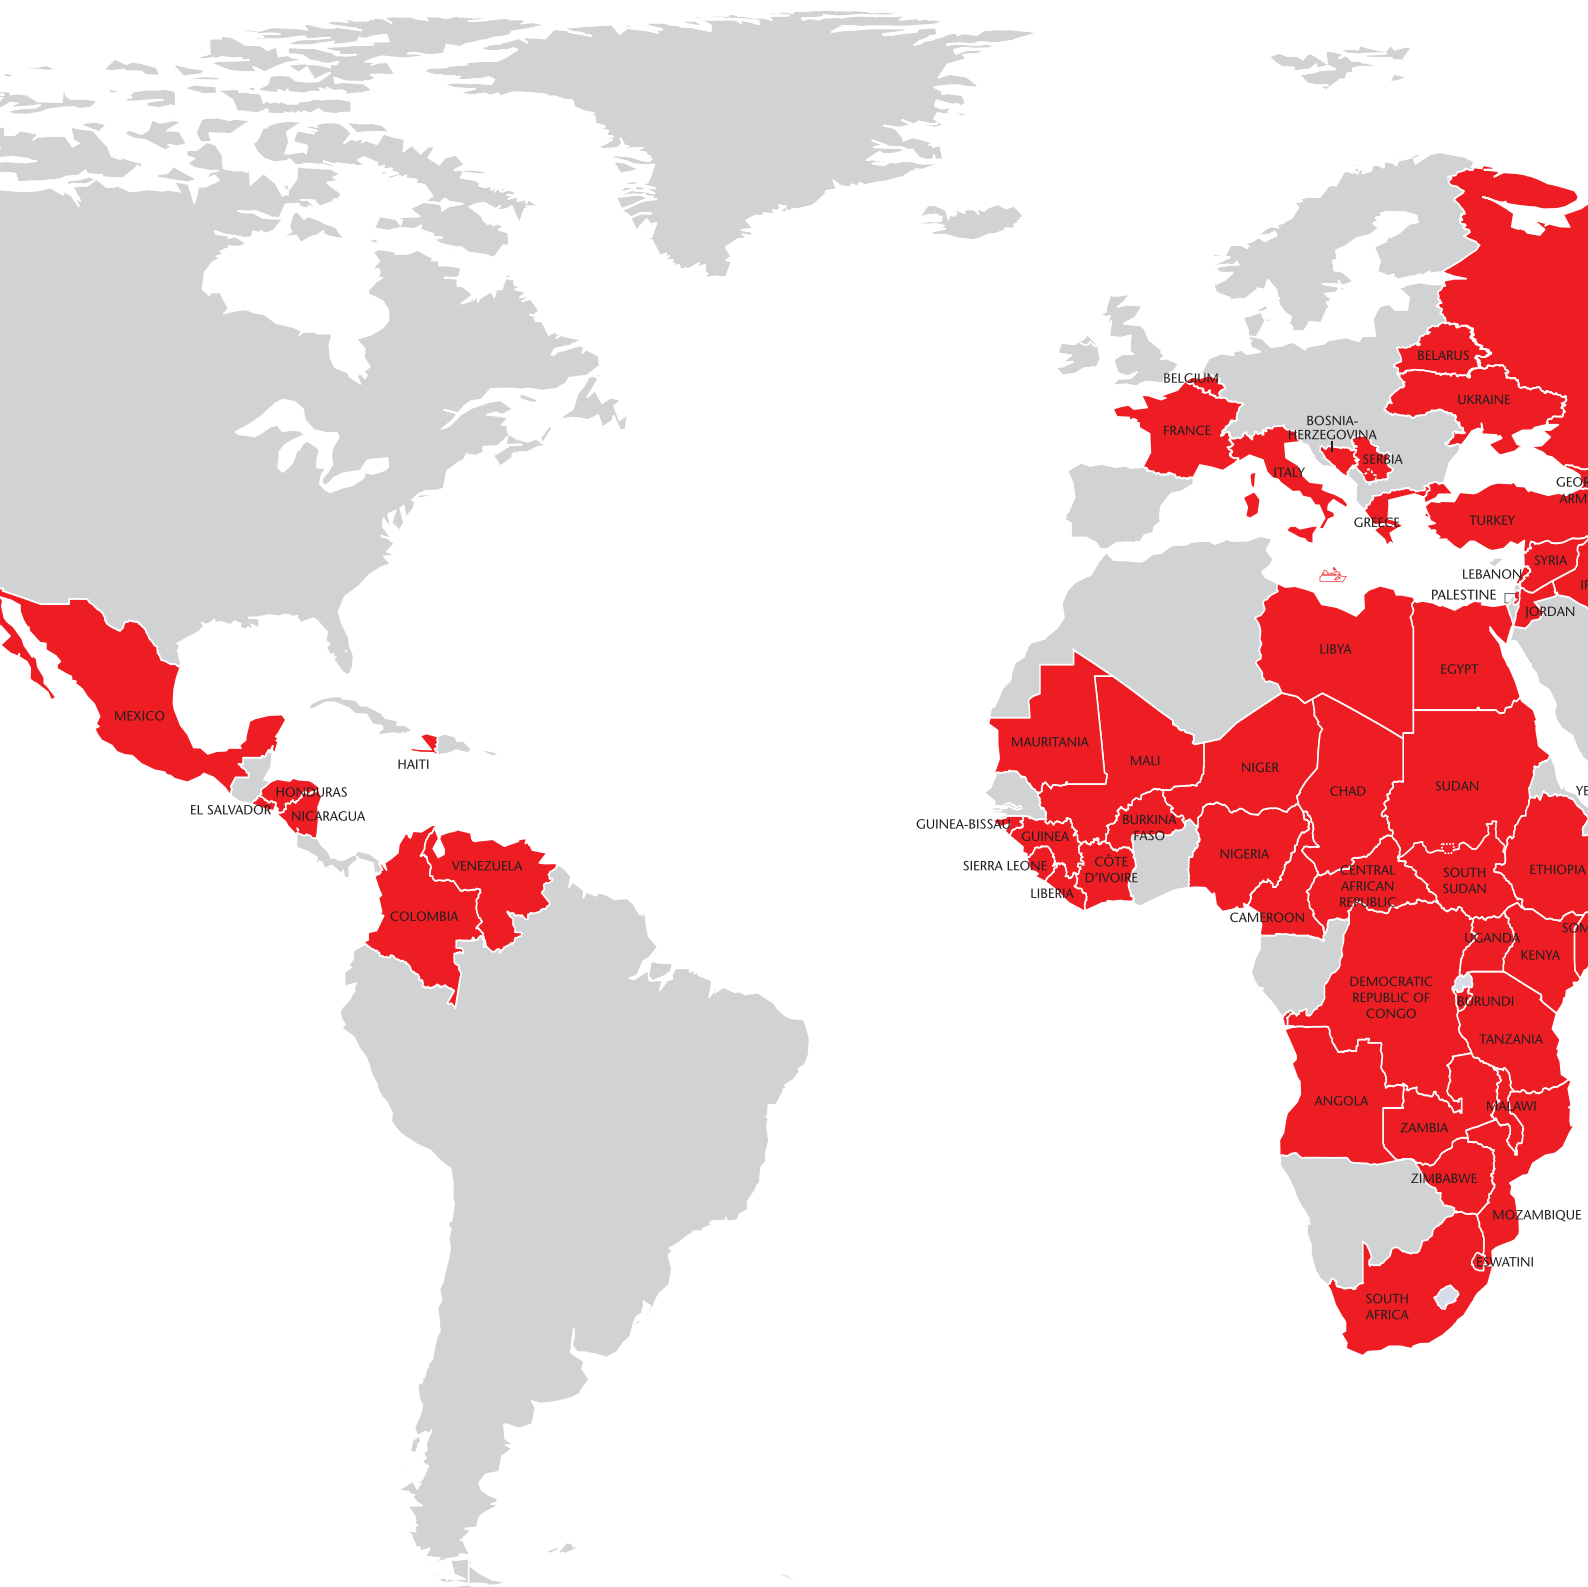 BELARUS
BELGIUM
UKRAINE
FRANCE
BOSNIA-
HERZEGOVINA
SERBIA
ITALY
GREECE
TURKEY
SYRIA
LEBANON
PALESTINE
JORDAN
LIBYA
EGYPT
MEXICO
HAITI
HONDURAS
EL SALVADOR
NICARAGUA
VENEZUELA
COLOMBIA
MAURITANIA
MALI
NIGER
CHAD
SUDAN
GUINEA-BISSAU
GUINEA
BURKINA
FASO
SIERRA LEONE
CÔTE
D'IVOIRE
LIBERIA
NIGERIA
CAMEROON
CENTRAL
AFRICAN
REPUBLIC
SOUTH
SUDAN
ETHIOPIA
UGANDA
KENYA
DEMOCRATIC
REPUBLIC OF
CONGO
BURUNDI
TANZANIA
ANGOLA
MALAWI
ZAMBIA
ZIMBABWE
MOZAMBIQUE
ESWATINI
SOUTH
AFRICA